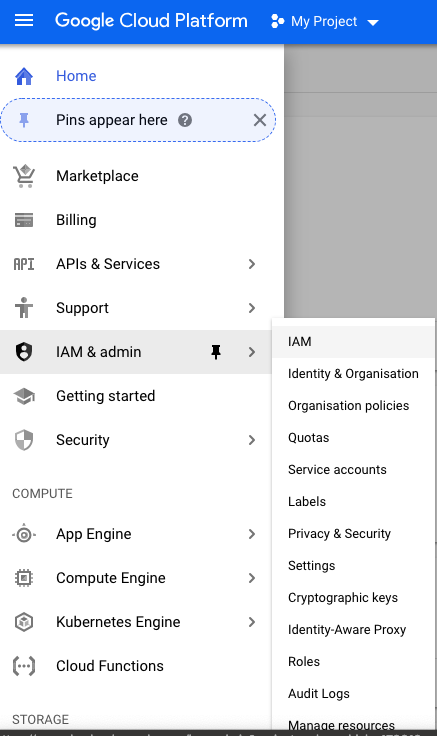 Google Cloud Platform My Project
Home
Pins appear here ?
Marketplace
Billing
API APIs & Services
Support
IAM & admin
Getting started
Security
COMPUTE
App Engine
Compute Engine
Kubernetes Engine
Cloud Functions
STORAGE
IAM
Identity & Organisation
Organisation policies
Quotas
Service accounts
Labels
Privacy & Security
Settings
Cryptographic keys
Identity-Aware Proxy
Roles
Audit Logs
Manage resources